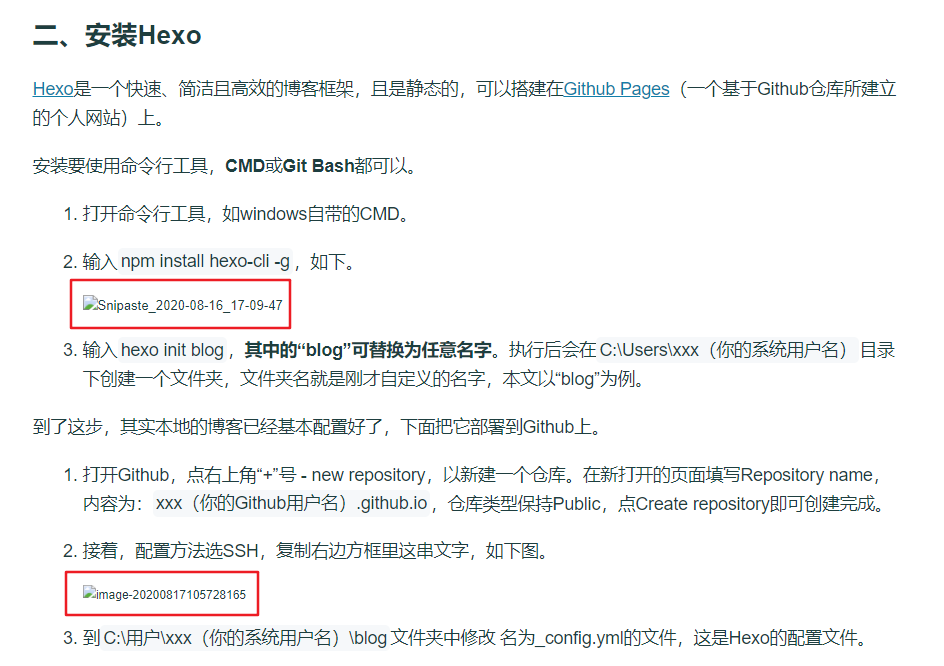 二、安装Hexo
Hexo是一个快速、简洁且高效的博客框架，且是静态的，可以搭建在Github Pages（一个基于Github仓库所建立
的个人网站）上。
安装要使用命令行工具，CMD或Git Bash都可以。
1. 打开命令行工具，如windows自带的CMD。
2. 输入 npm install hexo-cli -g ，如下。
Snipaste_2020-08-16_17-09-47
3. 输入 hexo init blog ，其中的“blog”可替换为任意名字。执行后会在 C:\Users\xxx（你的系统用户名） 目录
下创建一个文件夹，文件夹名就是刚才自定义的名字，本文以“blog”为例。
到了这步，其实本地的博客已经基本配置好了，下面把它部署到Github上。
1. 打开Github，点右上角“+”号 - new repository，以新建一个仓库。在新打开的页面填写Repository name，
内容为： xxx（你的Github用户名）.github.io ，仓库类型保持Public，点Create repository即可创建完成。
2. 接着，配置方法选SSH，复制右边方框里这串文字，如下图。
image-20200817105728165
3. 到 C:\用户\xxx（你的系统用户名）\blog 文件夹中修改 名为_config.yml的文件，这是Hexo的配置文件。